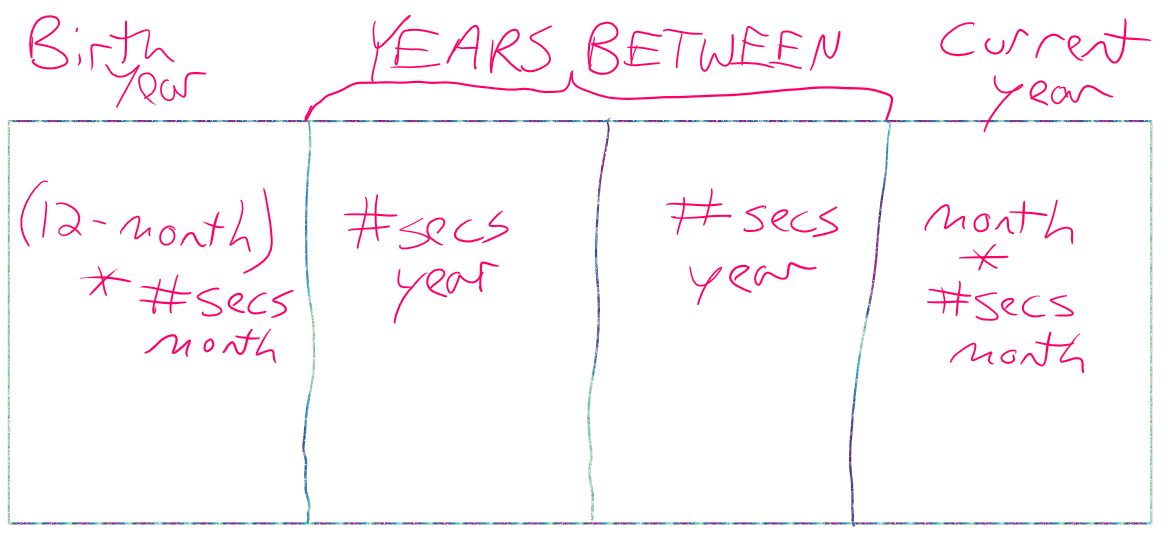 Birth
year
YEARS BETWEEN
Current
year
(12-month)
* #secs
month
#secs
year
#secs
year
month
*
#secs
month